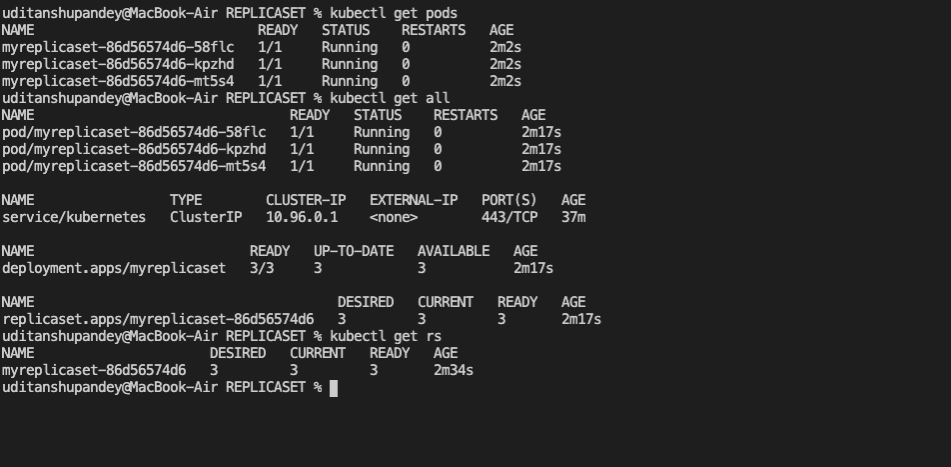 uditanshupandey@MacBook-Air REPLICASET % kubectl get pods
NAME                            READY   STATUS    RESTARTS   AGE
myreplicaset-86d56574d6-58flc   1/1     Running   0          2m2s
myreplicaset-86d56574d6-kpzhd   1/1     Running   0          2m2s
myreplicaset-86d56574d6-mt5s4   1/1     Running   0          2m2s
uditanshupandey@MacBook-Air REPLICASET % kubectl get all
NAME                                READY   STATUS    RESTARTS   AGE
pod/myreplicaset-86d56574d6-58flc   1/1     Running   0          2m17s
pod/myreplicaset-86d56574d6-kpzhd   1/1     Running   0          2m17s
pod/myreplicaset-86d56574d6-mt5s4   1/1     Running   0          2m17s

NAME                 TYPE        CLUSTER-IP   EXTERNAL-IP   PORT(S)   AGE
service/kubernetes   ClusterIP   10.96.0.1    <none>        443/TCP   37m

NAME                           READY   UP-TO-DATE   AVAILABLE   AGE
deployment.apps/myreplicaset   3/3     3            3           2m17s

NAME                                      DESIRED   CURRENT   READY   AGE
replicaset.apps/myreplicaset-86d56574d6   3         3         3       2m17s
uditanshupandey@MacBook-Air REPLICASET % kubectl get rs
NAME                      DESIRED   CURRENT   READY   AGE
myreplicaset-86d56574d6   3         3         3       2m34s
uditanshupandey@MacBook-Air REPLICASET %